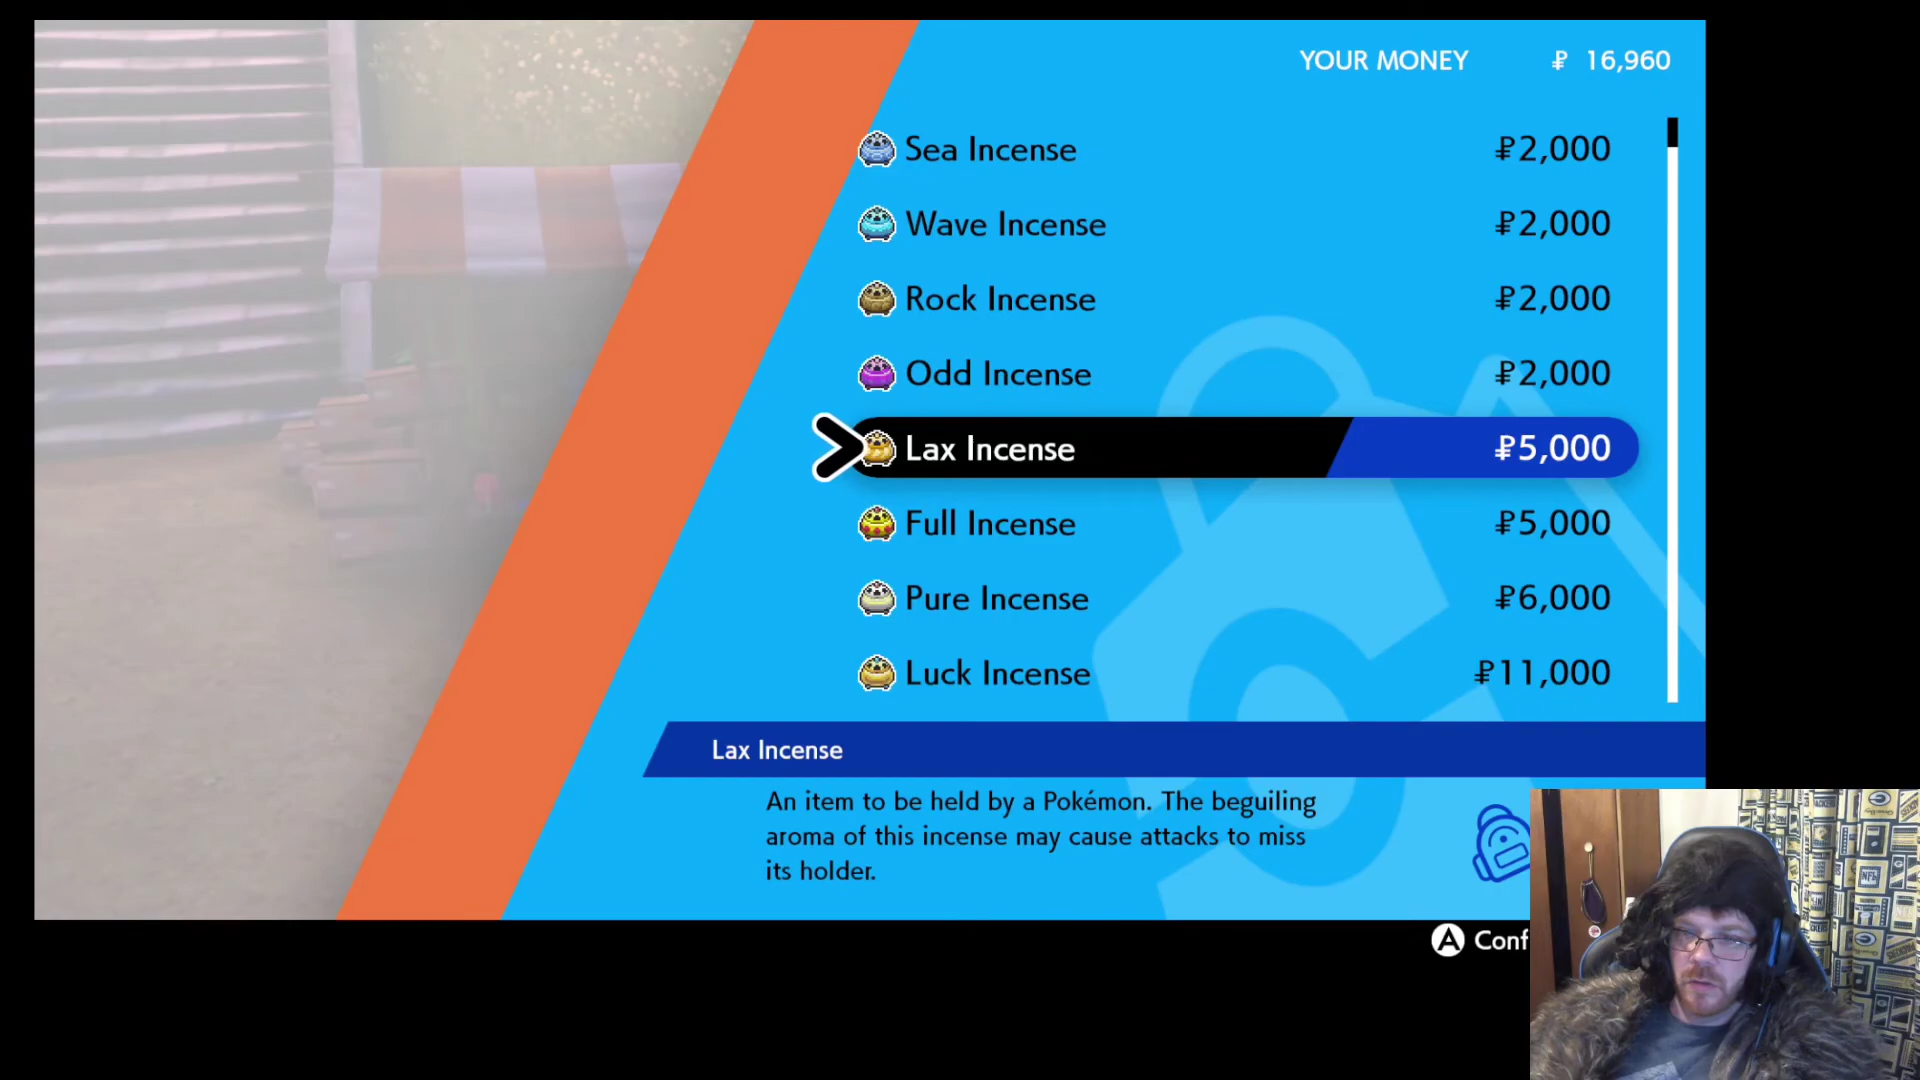 YOUR MONEY ₽ 16,960
Sea Incense ₽2,000
Wave Incense ₽2,000
Rock Incense ₽2,000
Odd Incense ₽2,000
Lax Incense ₽5,000
Full Incense ₽5,000
Pure Incense ₽6,000
Luck Incense ₽11,000
Lax Incense
An item to be held by a Pokémon. The beguiling
aroma of this incense may cause attacks to miss
its holder.
A Conf
NFL